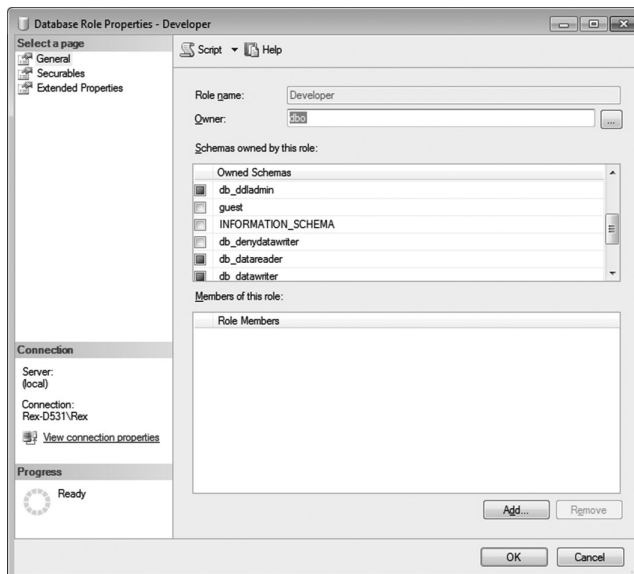 Database Role Properties - Developer
Select a page
General
Securables
Extended Properties
Script
Help
Role name: Developer
Owner: dbo
...
Schemas owned by this role:
Owned Schemas
db_ddladmin
guest
INFORMATION_SCHEMA
db_denydatawriter
db_datareader
db_datawriter
Members of this role:
Role Members
Connection
Server:
(local)
Connection:
Rex-D531\Rex
View connection properties
Progress
Ready
Add... Remove
OK Cancel